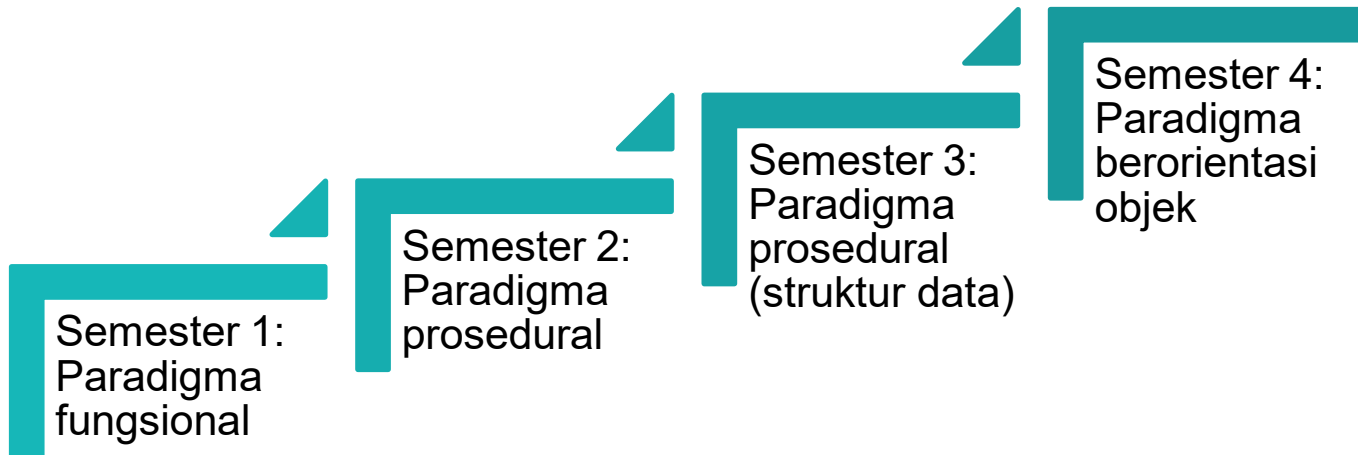 Semester 1:
Paradigma
fungsional
Semester 2:
Paradigma
prosedural
Semester 3:
Paradigma
prosedural
(struktur data)
Semester 4:
Paradigma
berorientasi
objek